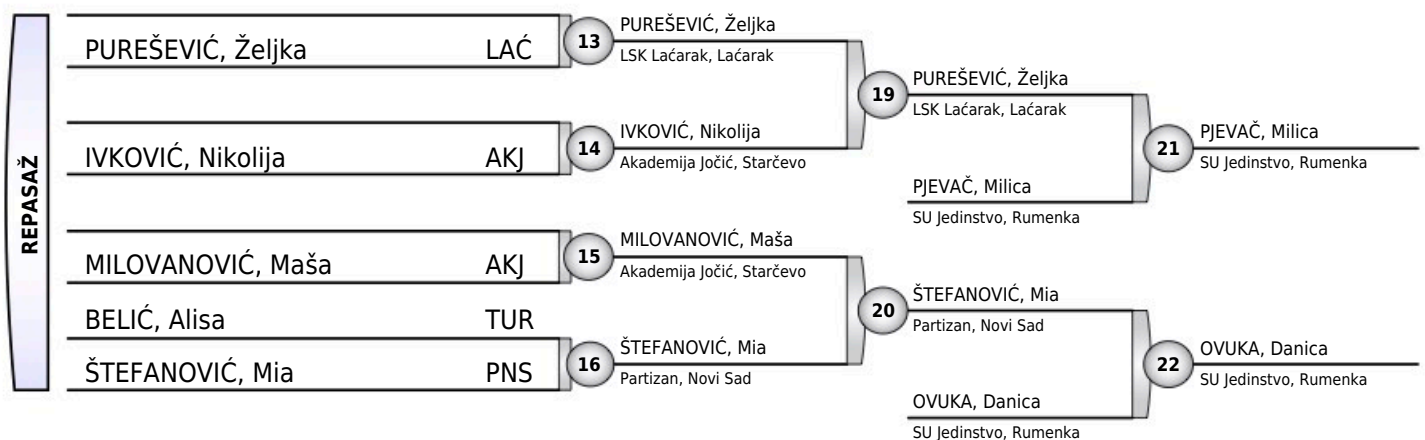 REPASAŽ
PUREŠEVIĆ, Željka LAĆ
IVKOVIĆ, Nikolija AKJ
MILOVANOVIĆ, Maša AKJ
BELIĆ, Alisa TUR
ŠTEFANOVIĆ, Mia PNS
13
PUREŠEVIĆ, Željka
LSK Laćarak, Laćarak
14
IVKOVIĆ, Nikolija
Akademija Jočić, Starčevo
15
MILOVANOVIĆ, Maša
Akademija Jočić, Starčevo
16
ŠTEFANOVIĆ, Mia
Partizan, Novi Sad
19
PUREŠEVIĆ, Željka
LSK Laćarak, Laćarak
PJEVAČ, Milica
SU Jedinstvo, Rumenka
20
ŠTEFANOVIĆ, Mia
Partizan, Novi Sad
OVUKA, Danica
SU Jedinstvo, Rumenka
21
PJEVAČ, Milica
SU Jedinstvo, Rumenka
22
OVUKA, Danica
SU Jedinstvo, Rumenka